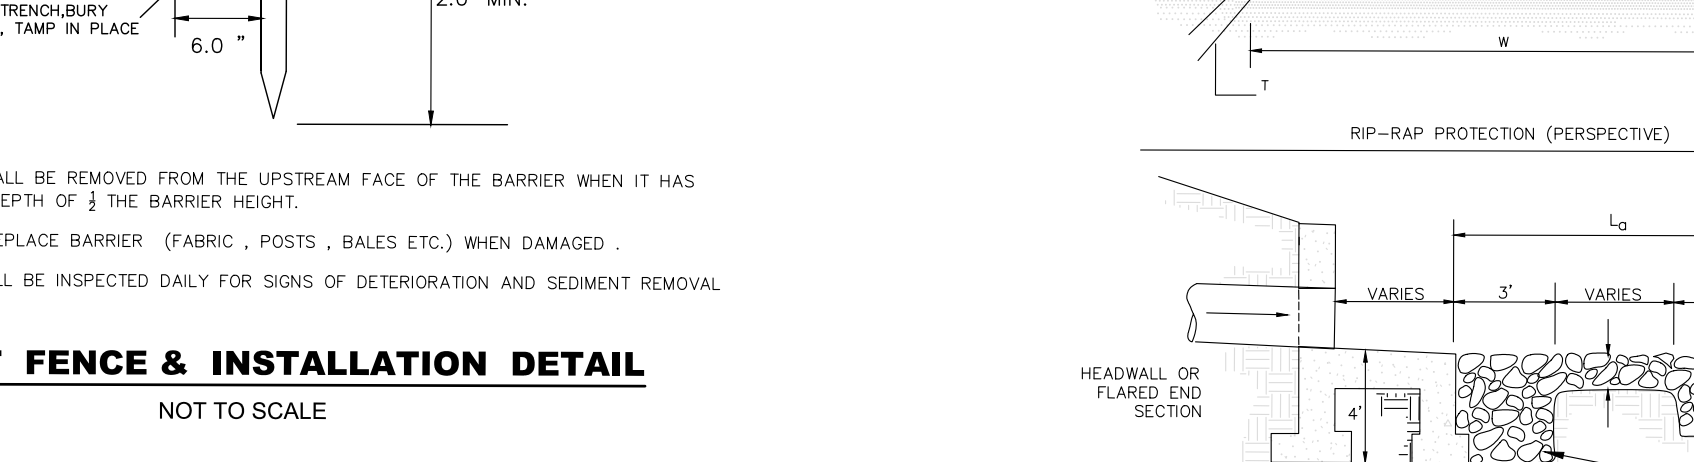 TRENCH,BURY
, TAMP IN PLACE
6.0 "
2.0" MIN.
ALL BE REMOVED FROM THE UPSTREAM FACE OF THE BARRIER WHEN IT HAS
EPTH OF 1/2 THE BARRIER HEIGHT.
EPLACE BARRIER (FABRIC , POSTS , BALES ETC.) WHEN DAMAGED .
LL BE INSPECTED DAILY FOR SIGNS OF DETERIORATION AND SEDIMENT REMOVAL
FENCE & INSTALLATION DETAIL
NOT TO SCALE
W
T
RIP-RAP PROTECTION (PERSPECTIVE)
La
VARIES
3'
VARIES
HEADWALL OR
FLARED END
SECTION
4'